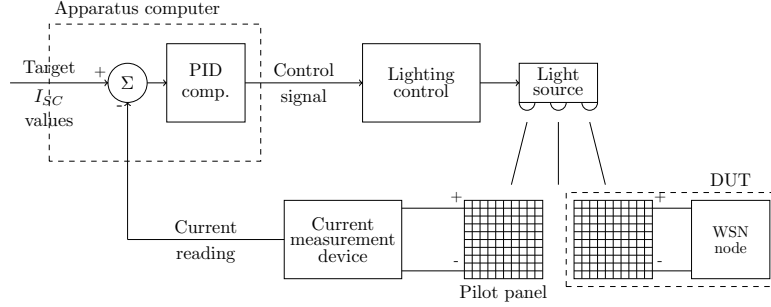 Apparatus computer
Target
I_SC
values
+
-
Σ
PID
comp.
Control
signal
Lighting
control
Light
source
DUT
Current
reading
Current
measurement
device
+
-
Pilot panel
+
-
WSN
node